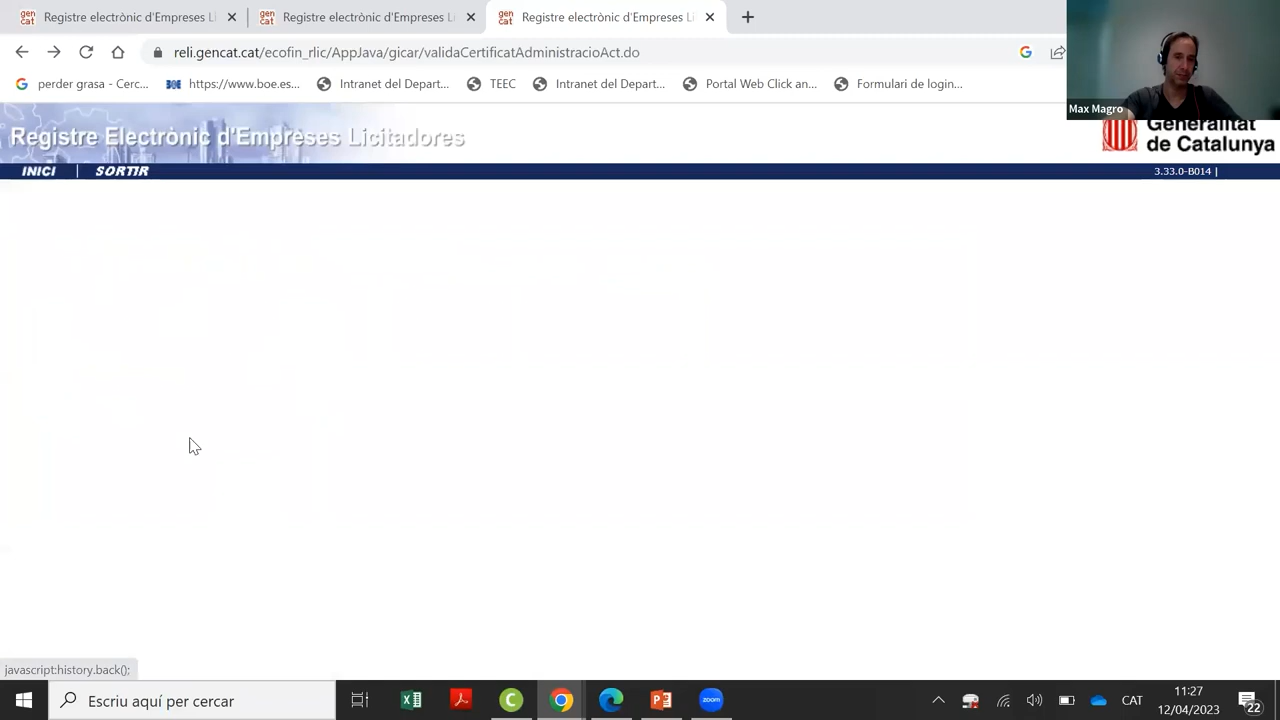 Registre electrònic d'Empreses Li
Registre electrònic d'Empreses Li
Registre electrònic d'Empreses Li
reli.gencat.cat/ecofin_rlic/AppJava/gicar/validaCertificatAdministracioAct.do
perder grasa - Cerc...
https://www.boe.es...
Intranet del Depart...
TEEC
Intranet del Depart...
Portal Web Click an...
Formulari de login...
Max Magro
Registre Electrònic d'Empreses Licitadores
Generalitat
de Catalunya
INICI | SORTIR
3.33.0-B014 |
javascript:history.back();
Escriu aquí per cercar
zoom
CAT
11:27
12/04/2023
22